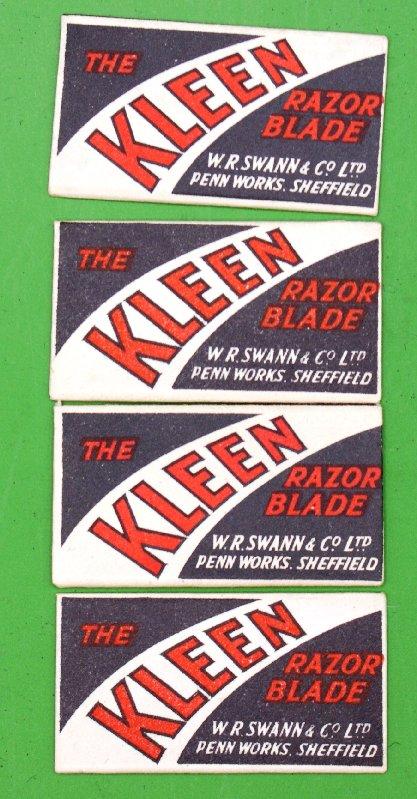 THE
KLEEN
RAZOR
BLADE
W.R.SWANN & Cº LTD
PENN WORKS. SHEFFIELD
THE
KLEEN
RAZOR
BLADE
W.R.SWANN & Cº LTD
PENN WORKS. SHEFFIELD
THE
KLEEN
RAZOR
BLADE
W.R.SWANN & Cº LTD
PENN WORKS. SHEFFIELD
THE
KLEEN
RAZOR
BLADE
W.R.SWANN & Cº LTD
PENN WORKS. SHEFFIELD